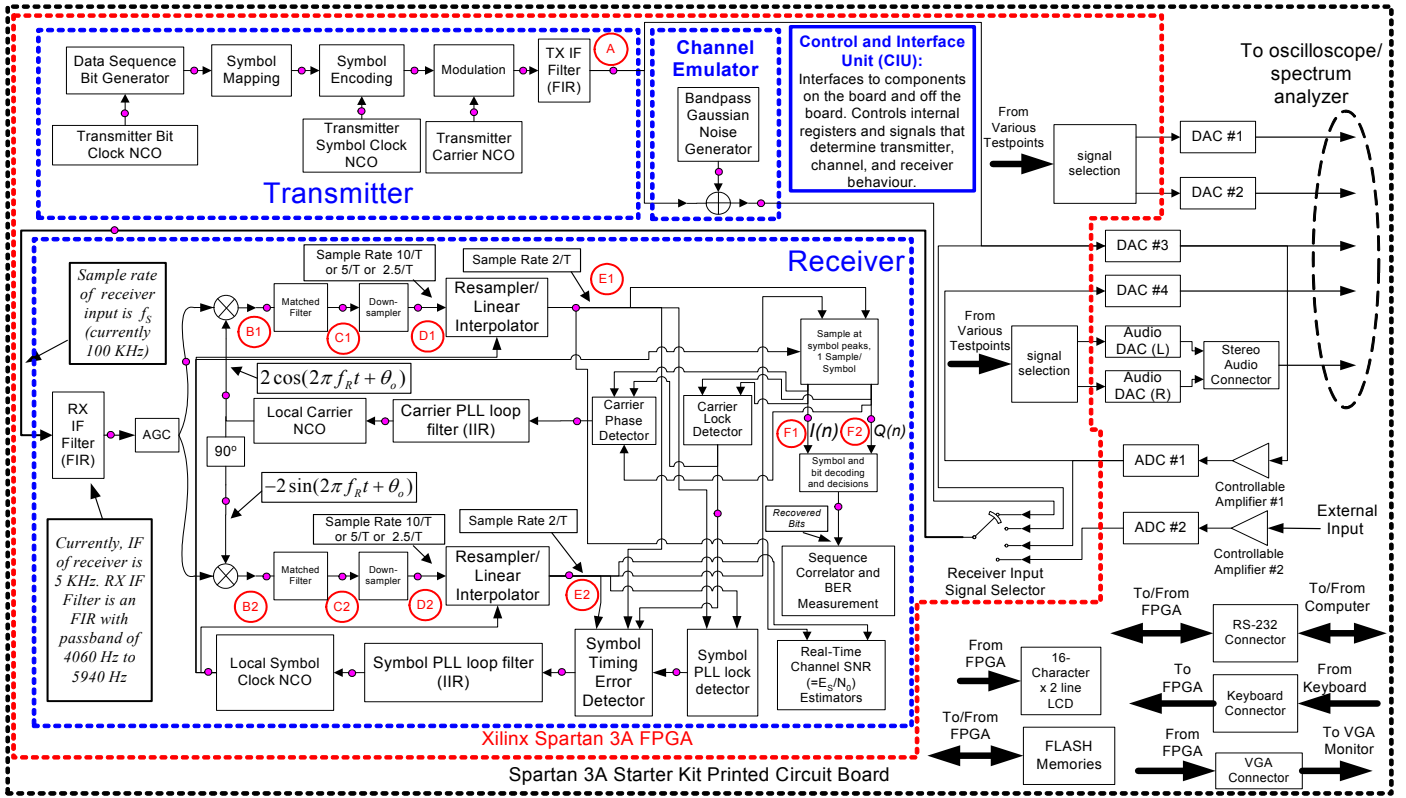 Data Sequence
Bit Generator
Symbol
Mapping
Symbol
Encoding
Modulation
TX IF
Filter
(FIR)
A
Transmitter Bit
Clock NCO
Transmitter
Symbol Clock
NCO
Transmitter
Carrier NCO
Transmitter
Channel
Emulator
Bandpass
Gaussian
Noise
Generator
Control and Interface
Unit (CIU):
Interfaces to components
on the board and off the
board. Controls internal
registers and signals that
determine transmitter,
channel, and receiver
behaviour.
To oscilloscope/
spectrum
analyzer
From
Various
Testpoints
signal
selection
DAC #1
DAC #2
DAC #3
DAC #4
From
Various
Testpoints
signal
selection
Audio
DAC (L)
Audio
DAC (R)
Stereo
Audio
Connector
ADC #1
Controllable
Amplifier #1
ADC #2
Controllable
Amplifier #2
External
Input
Receiver Input
Signal Selector
Receiver
Sample rate
of receiver
input is fS
(currently
100 KHz)
RX
IF
Filter
(FIR)
AGC
Currently, IF
of receiver is
5 KHz. RX IF
Filter is an
FIR with
passband of
4060 Hz to
5940 Hz
B1
Matched
Filter
C1
Down-
sampler
D1
Sample Rate 10/T
or 5/T or 2.5/T
Resampler/
Linear
Interpolator
Sample Rate 2/T
E1
Sample at
symbol peaks,
1 Sample/
Symbol
2cos(2πfRt+θo)
Local Carrier
NCO
Carrier PLL loop
filter (IIR)
Carrier
Phase
Detector
Carrier
Lock
Detector
F1
I(n)
F2
Q(n)
90º
−2sin(2πfRt+θo)
Symbol and
bit decoding
and decisions
Recovered
Bits
Sequence
Correlator and
BER
Measurement
Sample Rate 10/T
or 5/T or 2.5/T
Sample Rate 2/T
B2
Matched
Filter
C2
Down-
sampler
D2
Resampler/
Linear
Interpolator
E2
Local Symbol
Clock NCO
Symbol PLL loop filter
(IIR)
Symbol
Timing
Error
Detector
Symbol
PLL lock
detector
Real-Time
Channel SNR
(=ES/N0)
Estimators
Xilinx Spartan 3A FPGA
Spartan 3A Starter Kit Printed Circuit Board
From
FPGA
16-
Character
x 2 line
LCD
To/From
FPGA
FLASH
Memories
To/From
FPGA
RS-232
Connector
To/From
Computer
To
FPGA
Keyboard
Connector
From
Keyboard
From
FPGA
VGA
Connector
To VGA
Monitor